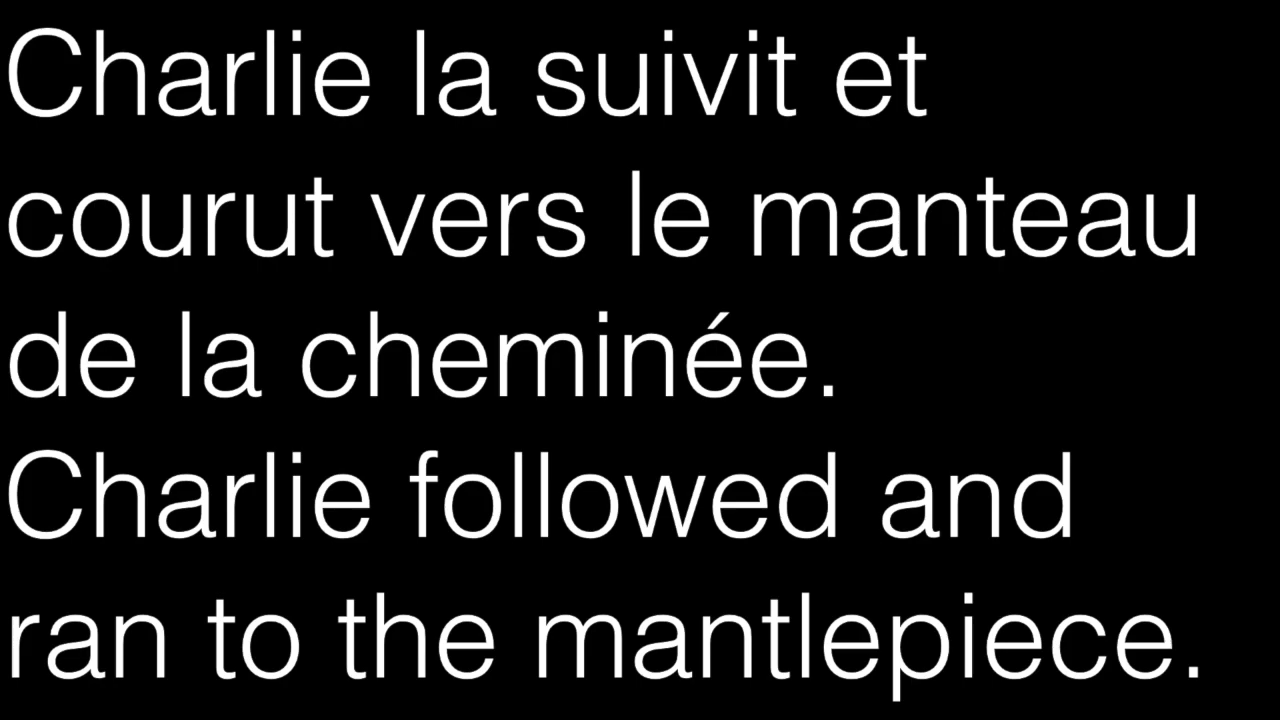 Charlie la suivit et
courut vers le manteau
de la cheminée.
Charlie followed and
ran to the mantlepiece.